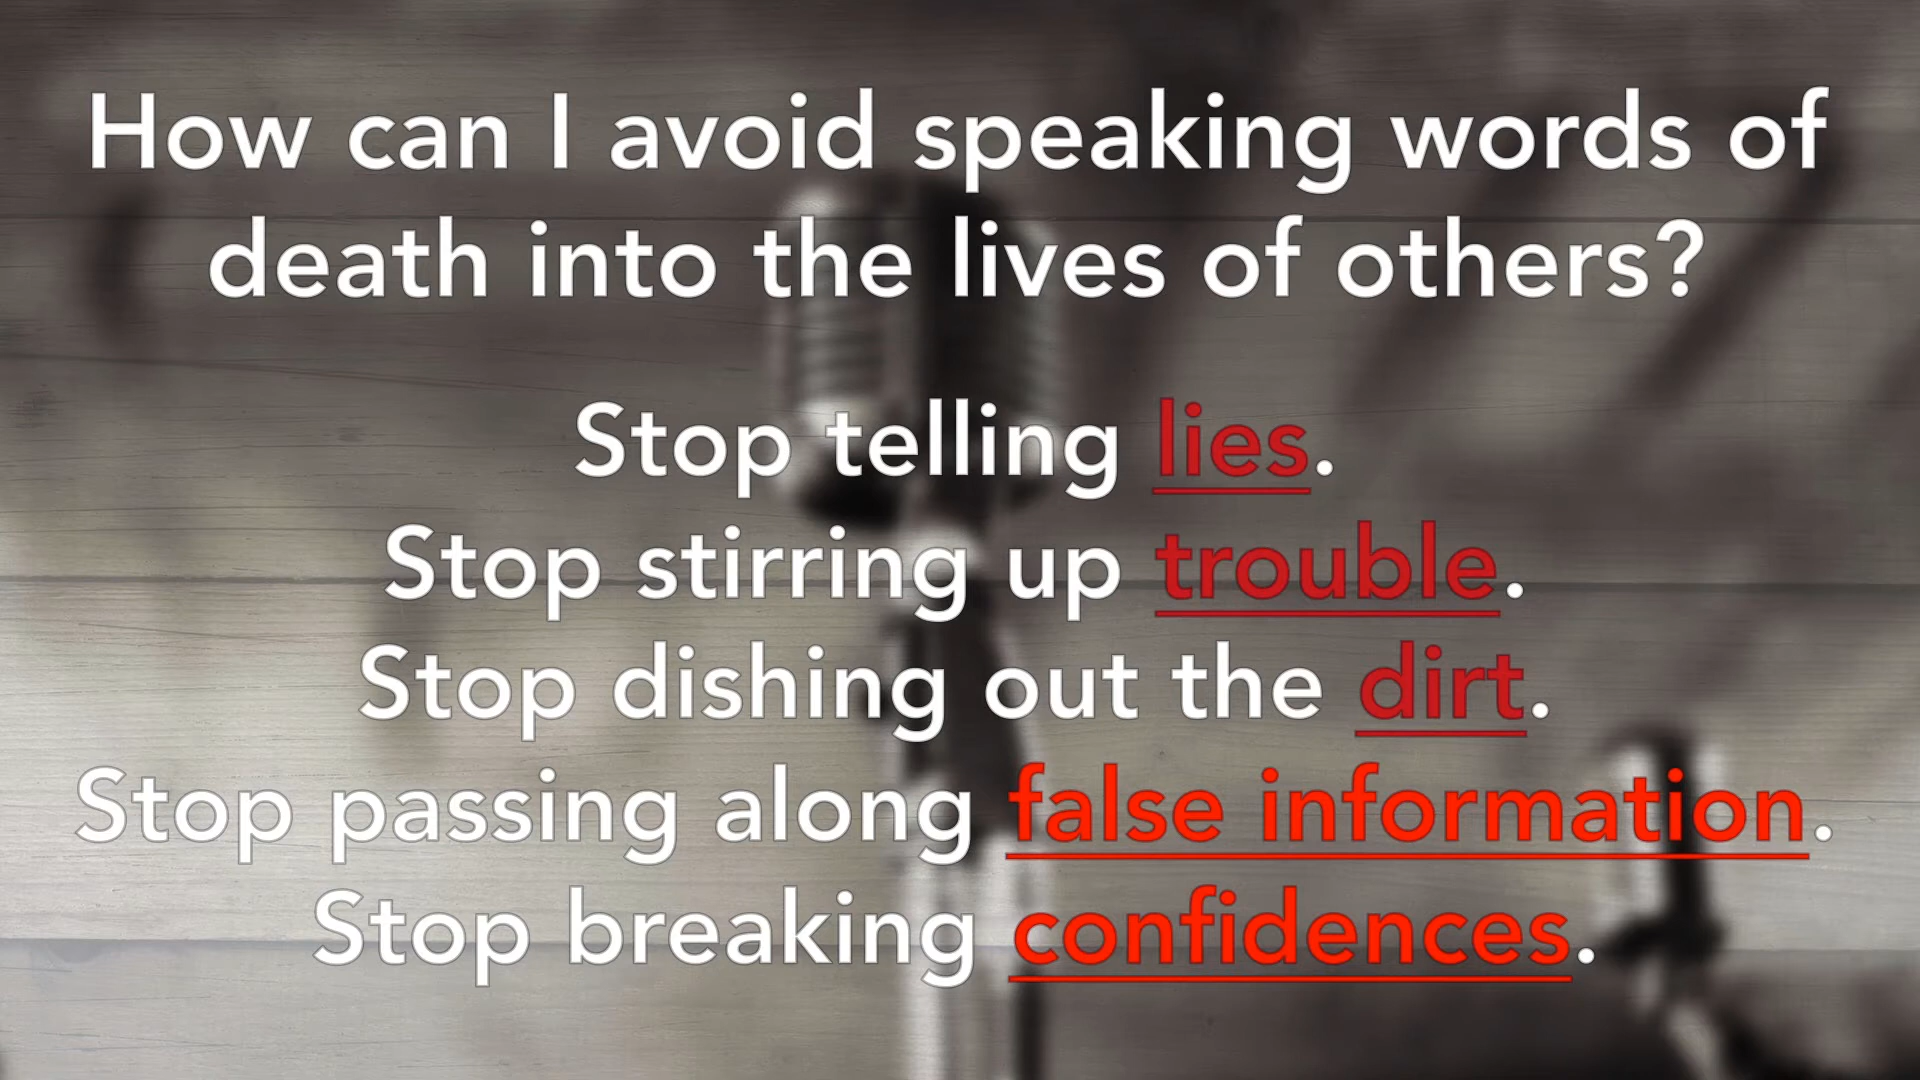 How can I avoid speaking words of
death into the lives of others?
Stop telling lies.
Stop stirring up trouble.
Stop dishing out the dirt.
Stop passing along false information.
Stop breaking confidences.